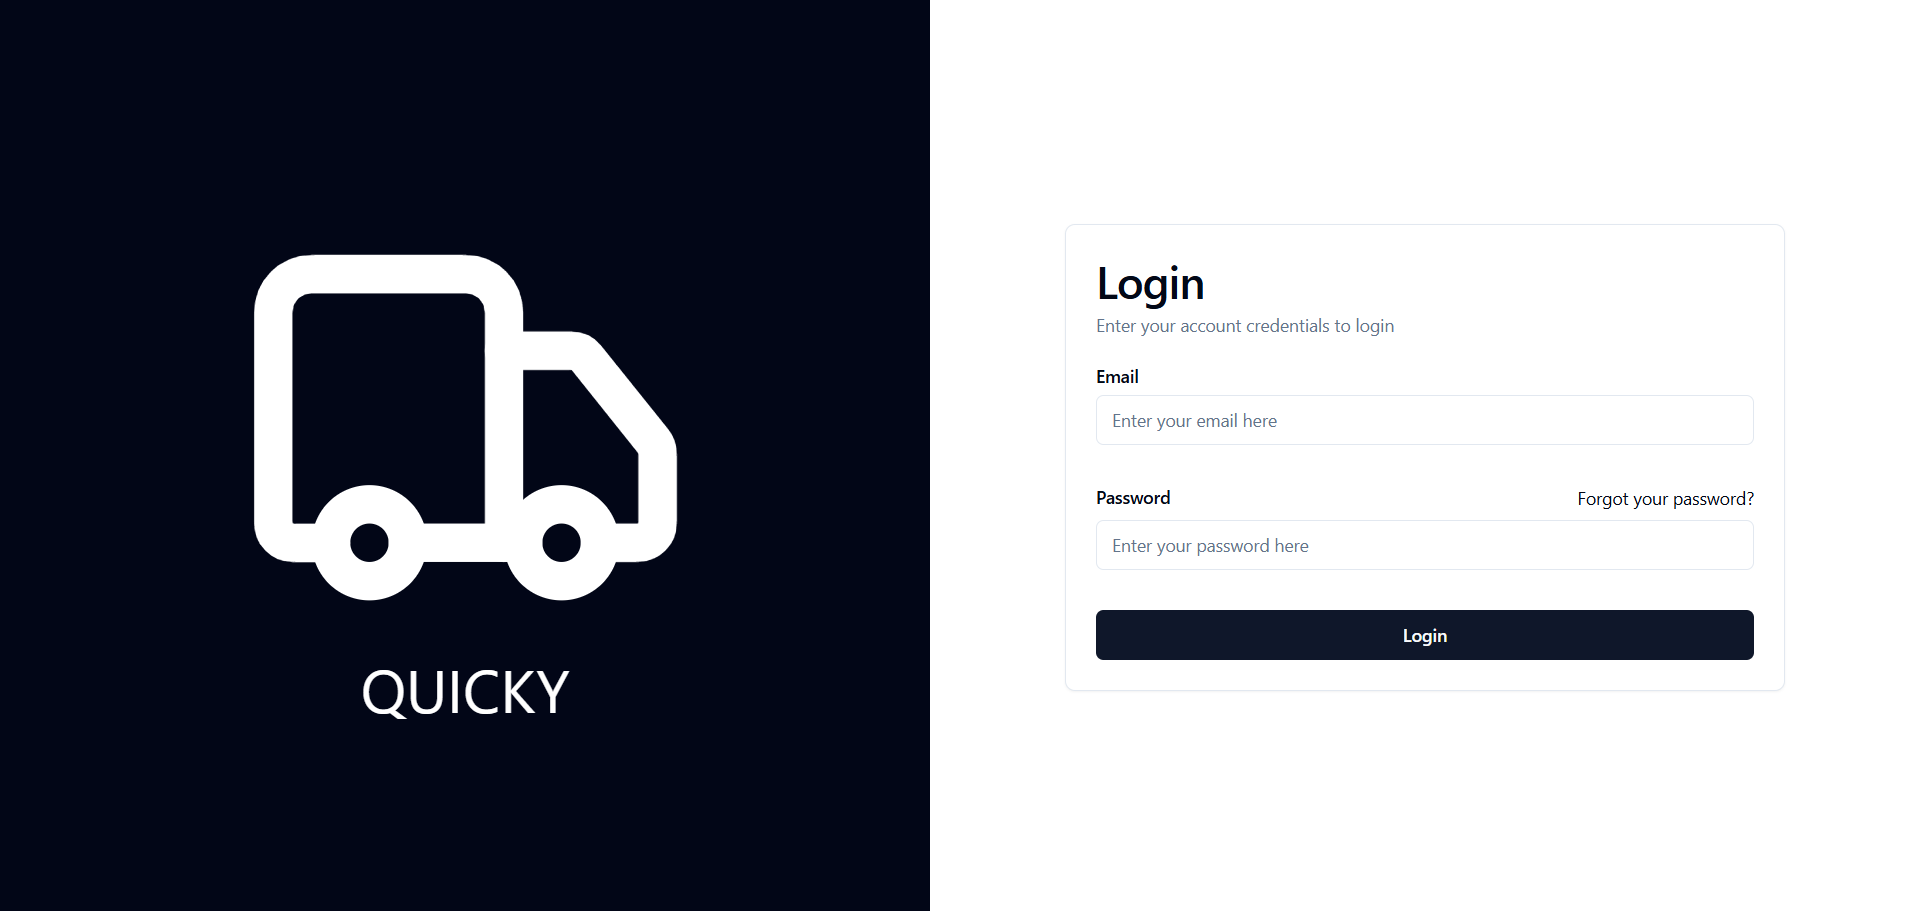 QUICKY
Login
Enter your account credentials to login
Email
Enter your email here
Password
Forgot your password?
Enter your password here
Login